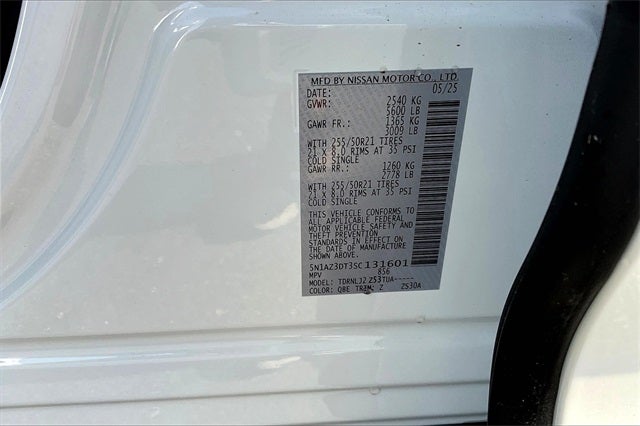 MFD BY NISSAN MOTOR CO., LTD.
DATE: 05/25
GVWR: 2540 KG
5600 LB
GAWR FR.: 1365 KG
3009 LB
WITH 255/50R21 TIRES
21 x 8.0 RIMS AT 35 PSI
COLD SINGLE
GAWR RR.: 1260 KG
2778 LB
WITH 255/50R21 TIRES
21 x 8.0 RIMS AT 35 PSI
COLD SINGLE
THIS VEHICLE CONFORMS TO
ALL APPLICABLE FEDERAL
MOTOR VEHICLE SAFETY AND
THEFT PREVENTION
STANDARDS IN EFFECT ON
THE DATE OF MANUFACTURE
SHOWN ABOVE.
5N1AZ3DT3SC131601
MPV 856
MODEL: TDRNLJ2 Z53TUA-----
COLOR: QBE TRIM: Z ZS30A